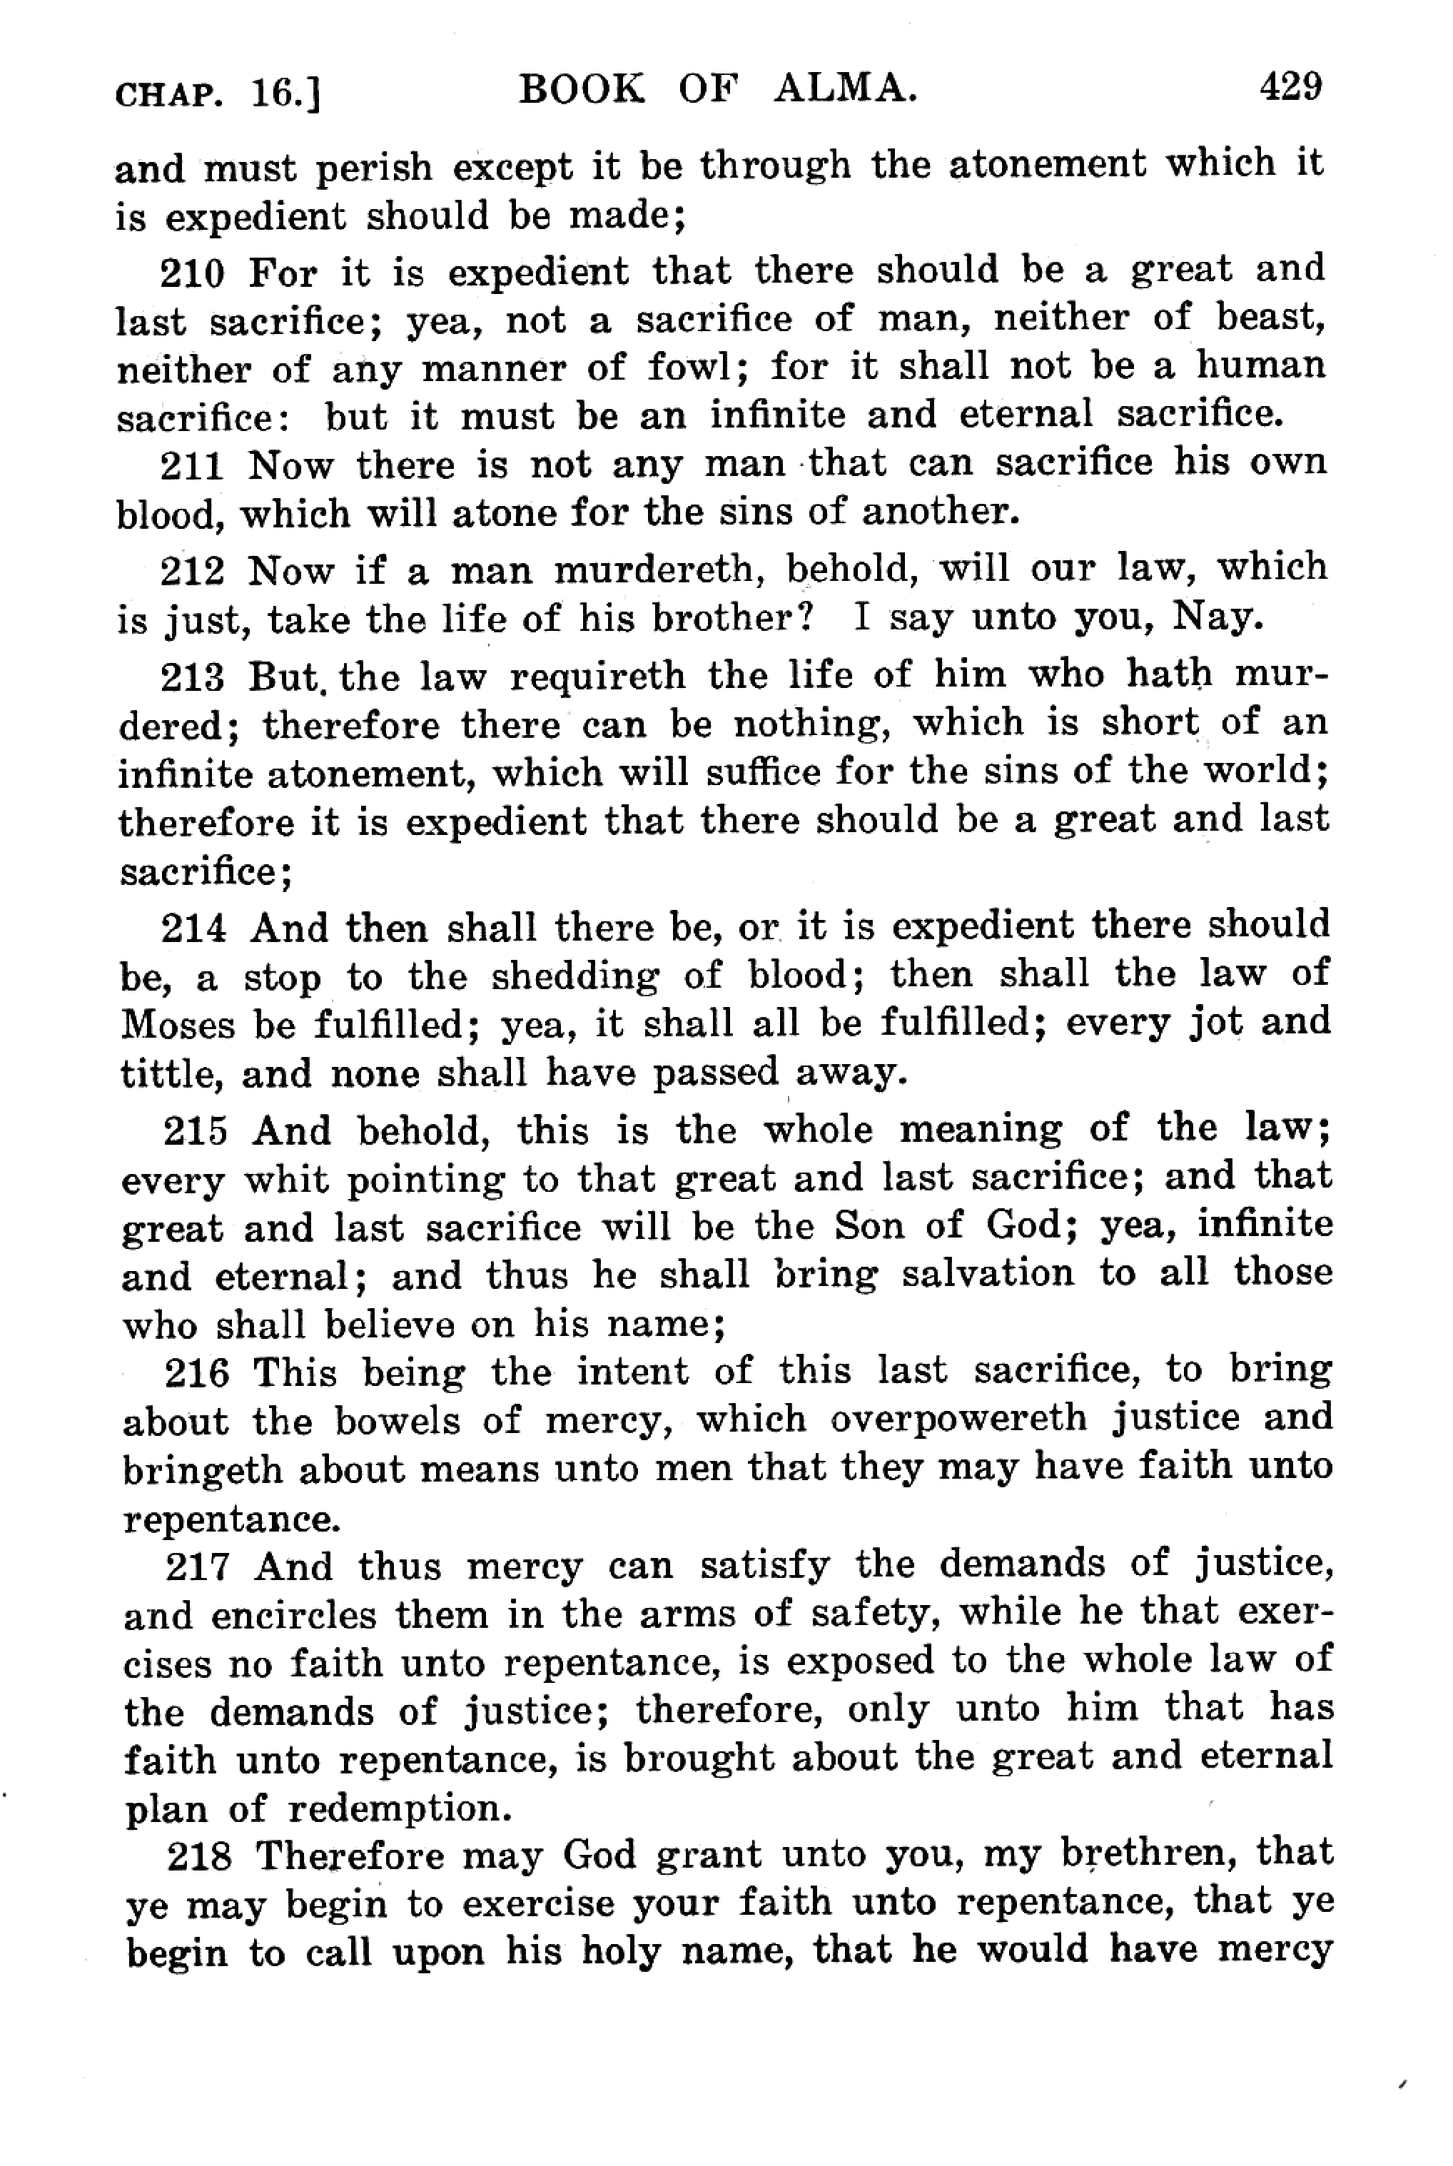 CHAP. 16.] BOOK OF ALMA. 429
and must perish except it be through the atonement which it
is expedient should be made;
210 For it is expedient that there should be a great and
last sacrifice; yea, not a sacrifice of man, neither of beast,
neither of any manner of fowl; for it shall not be a human
sacrifice: but it must be an infinite and eternal sacrifice.
211 Now there is not any man that can sacrifice his own
blood, which will atone for the sins of another.
212 Now if a man murdereth, behold, will our law, which
is just, take the life of his brother? I say unto you, Nay.
213 But the law requireth the life of him who hath mur-
dered; therefore there can be nothing, which is short of an
infinite atonement, which will suffice for the sins of the world;
therefore it is expedient that there should be a great and last
sacrifice;
214 And then shall there be, or it is expedient there should
be, a stop to the shedding of blood; then shall the law of
Moses be fulfilled; yea, it shall all be fulfilled; every jot and
tittle, and none shall have passed away.
215 And behold, this is the whole meaning of the law;
every whit pointing to that great and last sacrifice; and that
great and last sacrifice will be the Son of God; yea, infinite
and eternal; and thus he shall bring salvation to all those
who shall believe on his name;
216 This being the intent of this last sacrifice, to bring
about the bowels of mercy, which overpowereth justice and
bringeth about means unto men that they may have faith unto
repentance.
217 And thus mercy can satisfy the demands of justice,
and encircles them in the arms of safety, while he that exer-
cises no faith unto repentance, is exposed to the whole law of
the demands of justice; therefore, only unto him that has
faith unto repentance, is brought about the great and eternal
plan of redemption.
218 Therefore may God grant unto you, my brethren, that
ye may begin to exercise your faith unto repentance, that ye
begin to call upon his holy name, that he would have mercy